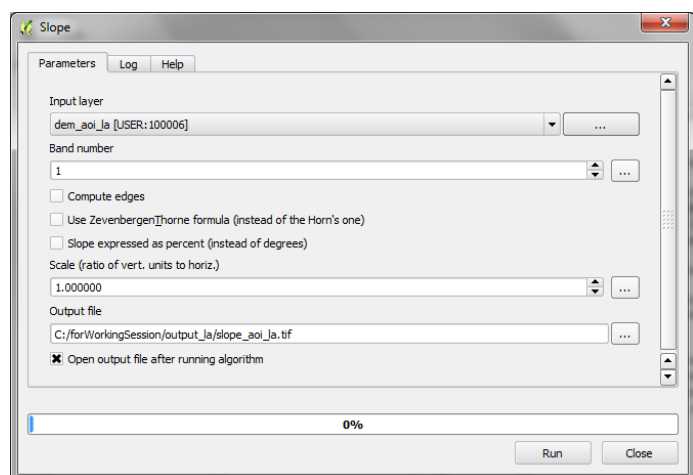 Slope
Parameters Log Help
Input layer
dem_aoi_la [USER:100006]
...
Band number
1
...
Compute edges
Use ZevenbergenThorne formula (instead of the Horn's one)
Slope expressed as percent (instead of degrees)
Scale (ratio of vert. units to horiz.)
1.000000
...
Output file
C:/forWorkingSession/output_la/slope_aoi_la.tif
...
Open output file after running algorithm
0%
Run Close